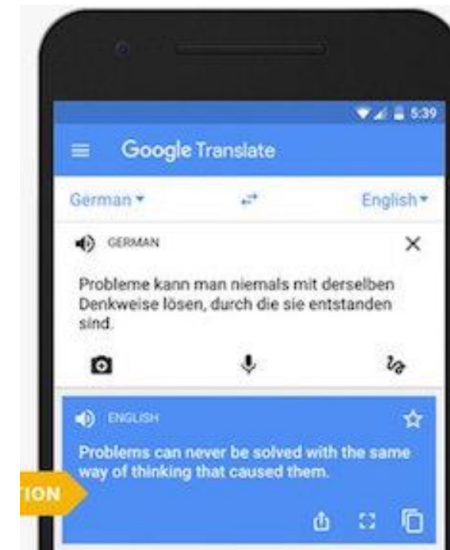 5:39
Google Translate
German
English
GERMAN
Probleme kann man niemals mit derselben
Denkweise lösen, durch die sie entstanden
sind.
ENGLISH
Problems can never be solved with the same
way of thinking that caused them.
TION